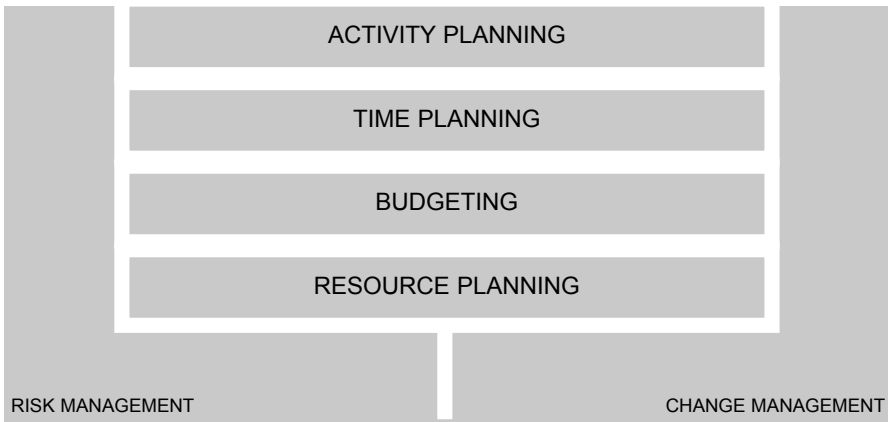 ACTIVITY PLANNING
TIME PLANNING
BUDGETING
RESOURCE PLANNING
RISK MANAGEMENT
CHANGE MANAGEMENT